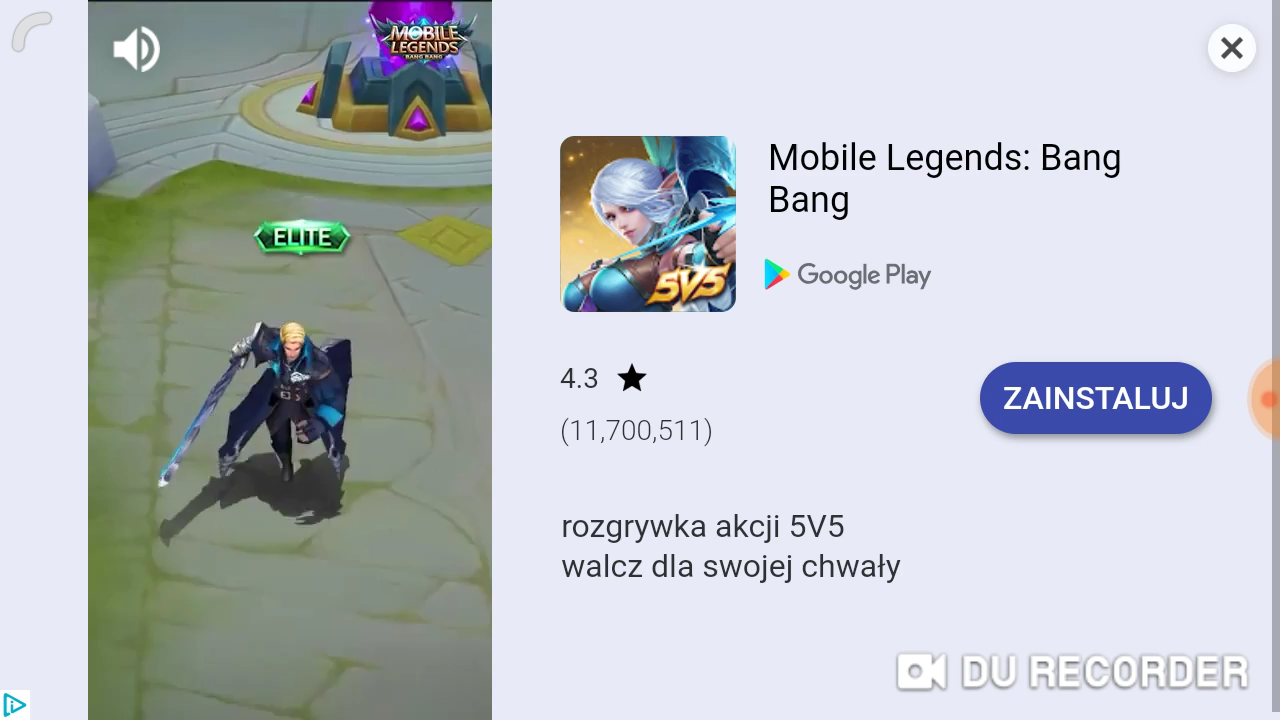 MOBILE
LEGENDS
BANG BANG
ELITE
5V5
Mobile Legends: Bang
Bang
Google Play
4.3
(11,700,511)
ZAINSTALUJ
rozgrywka akcji 5V5
walcz dla swojej chwały
DU RECORDER